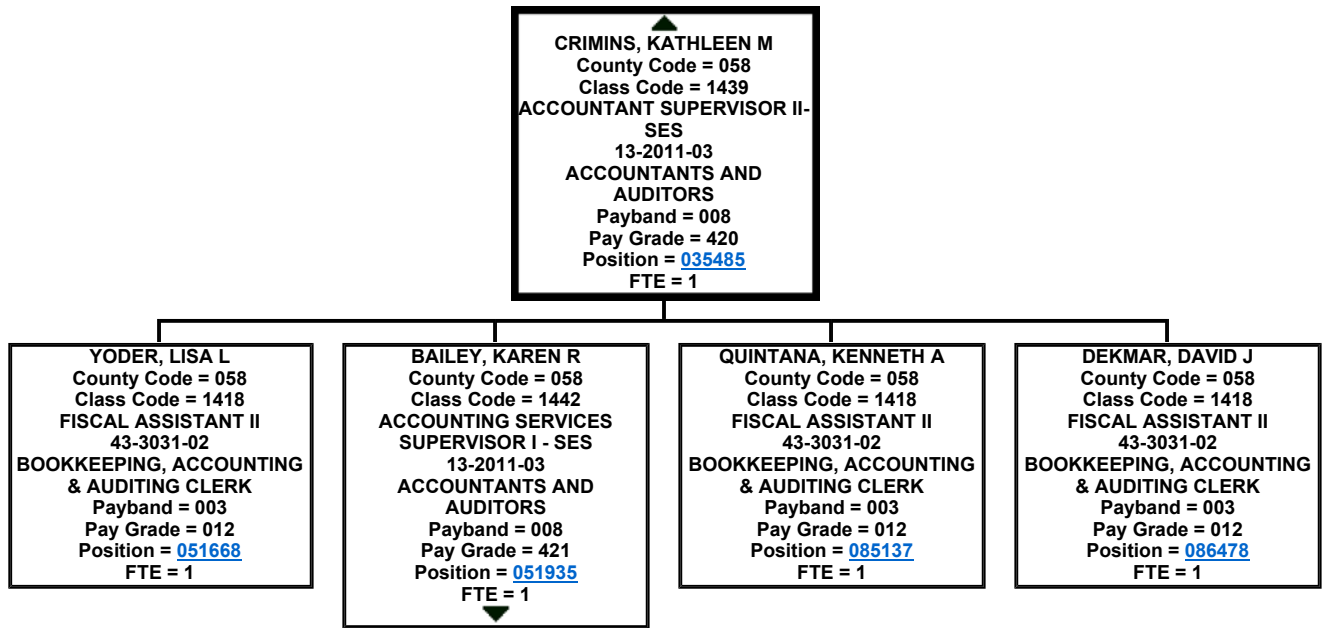 CRIMINS, KATHLEEN M
County Code = 058
Class Code = 1439
ACCOUNTANT SUPERVISOR II-
SES
13-2011-03
ACCOUNTANTS AND
AUDITORS
Payband = 008
Pay Grade = 420
Position = 035485
FTE = 1
YODER, LISA L
County Code = 058
Class Code = 1418
FISCAL ASSISTANT II
43-3031-02
BOOKKEEPING, ACCOUNTING
& AUDITING CLERK
Payband = 003
Pay Grade = 012
Position = 051668
FTE = 1
BAILEY, KAREN R
County Code = 058
Class Code = 1442
ACCOUNTING SERVICES
SUPERVISOR I - SES
13-2011-03
ACCOUNTANTS AND
AUDITORS
Payband = 008
Pay Grade = 421
Position = 051935
FTE = 1
QUINTANA, KENNETH A
County Code = 058
Class Code = 1418
FISCAL ASSISTANT II
43-3031-02
BOOKKEEPING, ACCOUNTING
& AUDITING CLERK
Payband = 003
Pay Grade = 012
Position = 085137
FTE = 1
DEKMAR, DAVID J
County Code = 058
Class Code = 1418
FISCAL ASSISTANT II
43-3031-02
BOOKKEEPING, ACCOUNTING
& AUDITING CLERK
Payband = 003
Pay Grade = 012
Position = 086478
FTE = 1